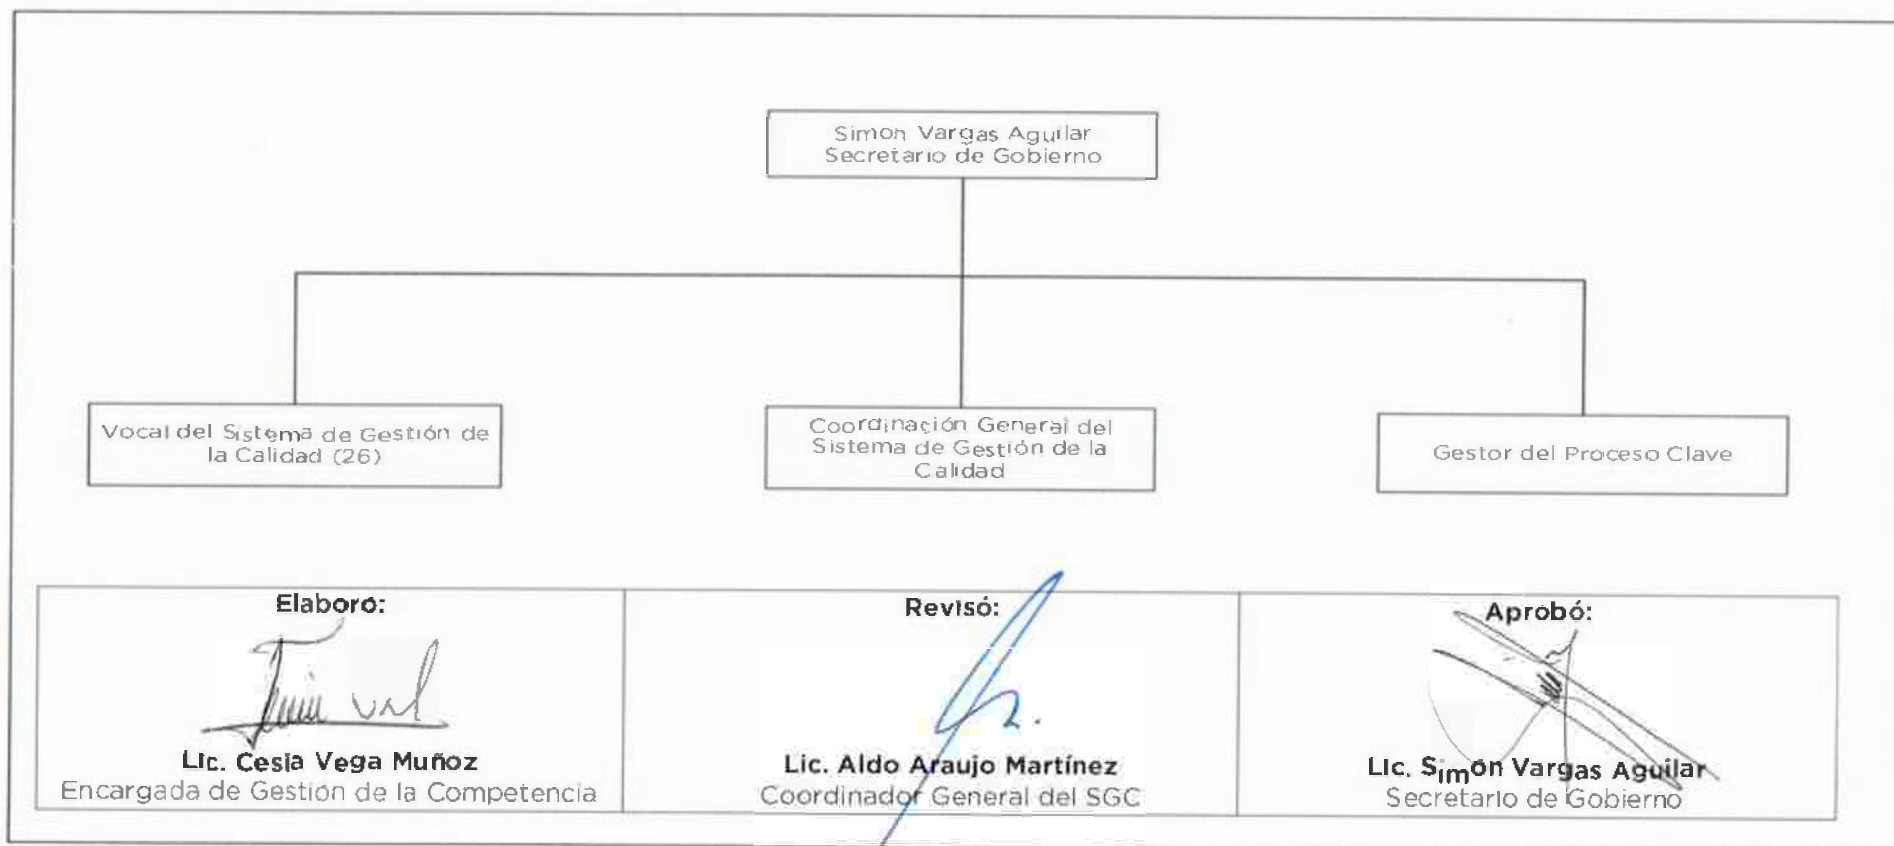 Simon Vargas Aguilar
Secretario de Gobierno
Vocal del Sistema de Gestión de
la Calidad (26)
Coordinación General del
Sistema de Gestión de la
Calidad
Gestor del Proceso Clave
Elaboró:
Lic. Cesia Vega Muñoz
Encargada de Gestión de la Competencia
Revisó:
Lic. Aldo Araujo Martínez
Coordinador General del SGC
Aprobó:
Lic. Simón Vargas Aguilar
Secretario de Gobierno